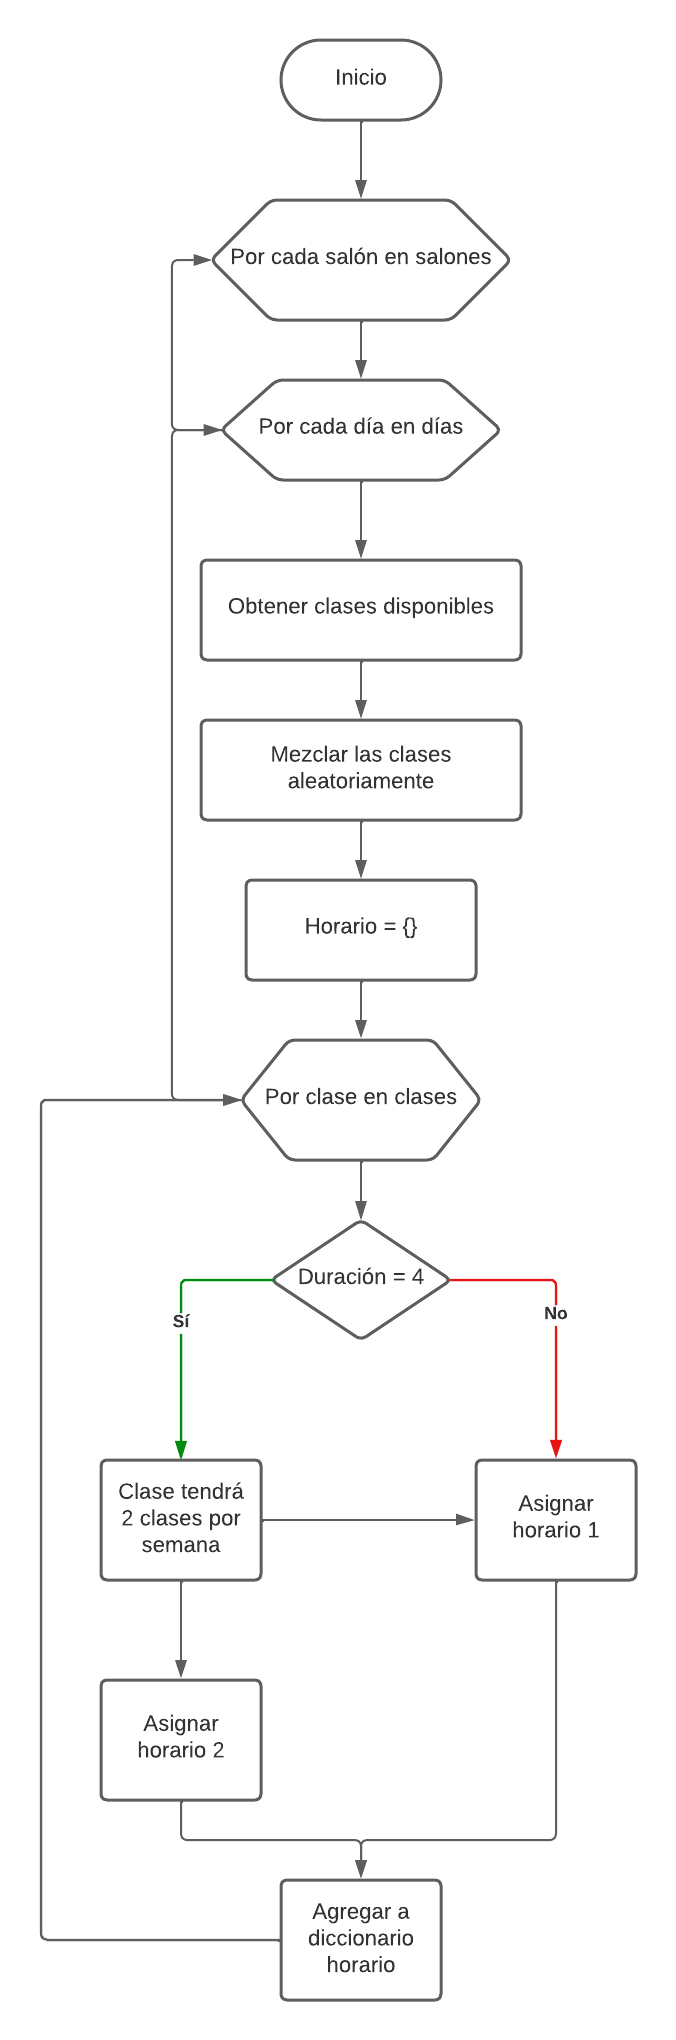 Inicio
Por cada salón en salones
Por cada día en días
Obtener clases disponibles
Mezclar las clases
aleatoriamente
Horario = {}
Por clase en clases
Duración = 4
Sí
No
Clase tendrá
2 clases por
semana
Asignar
horario 1
Asignar
horario 2
Agregar a
diccionario
horario